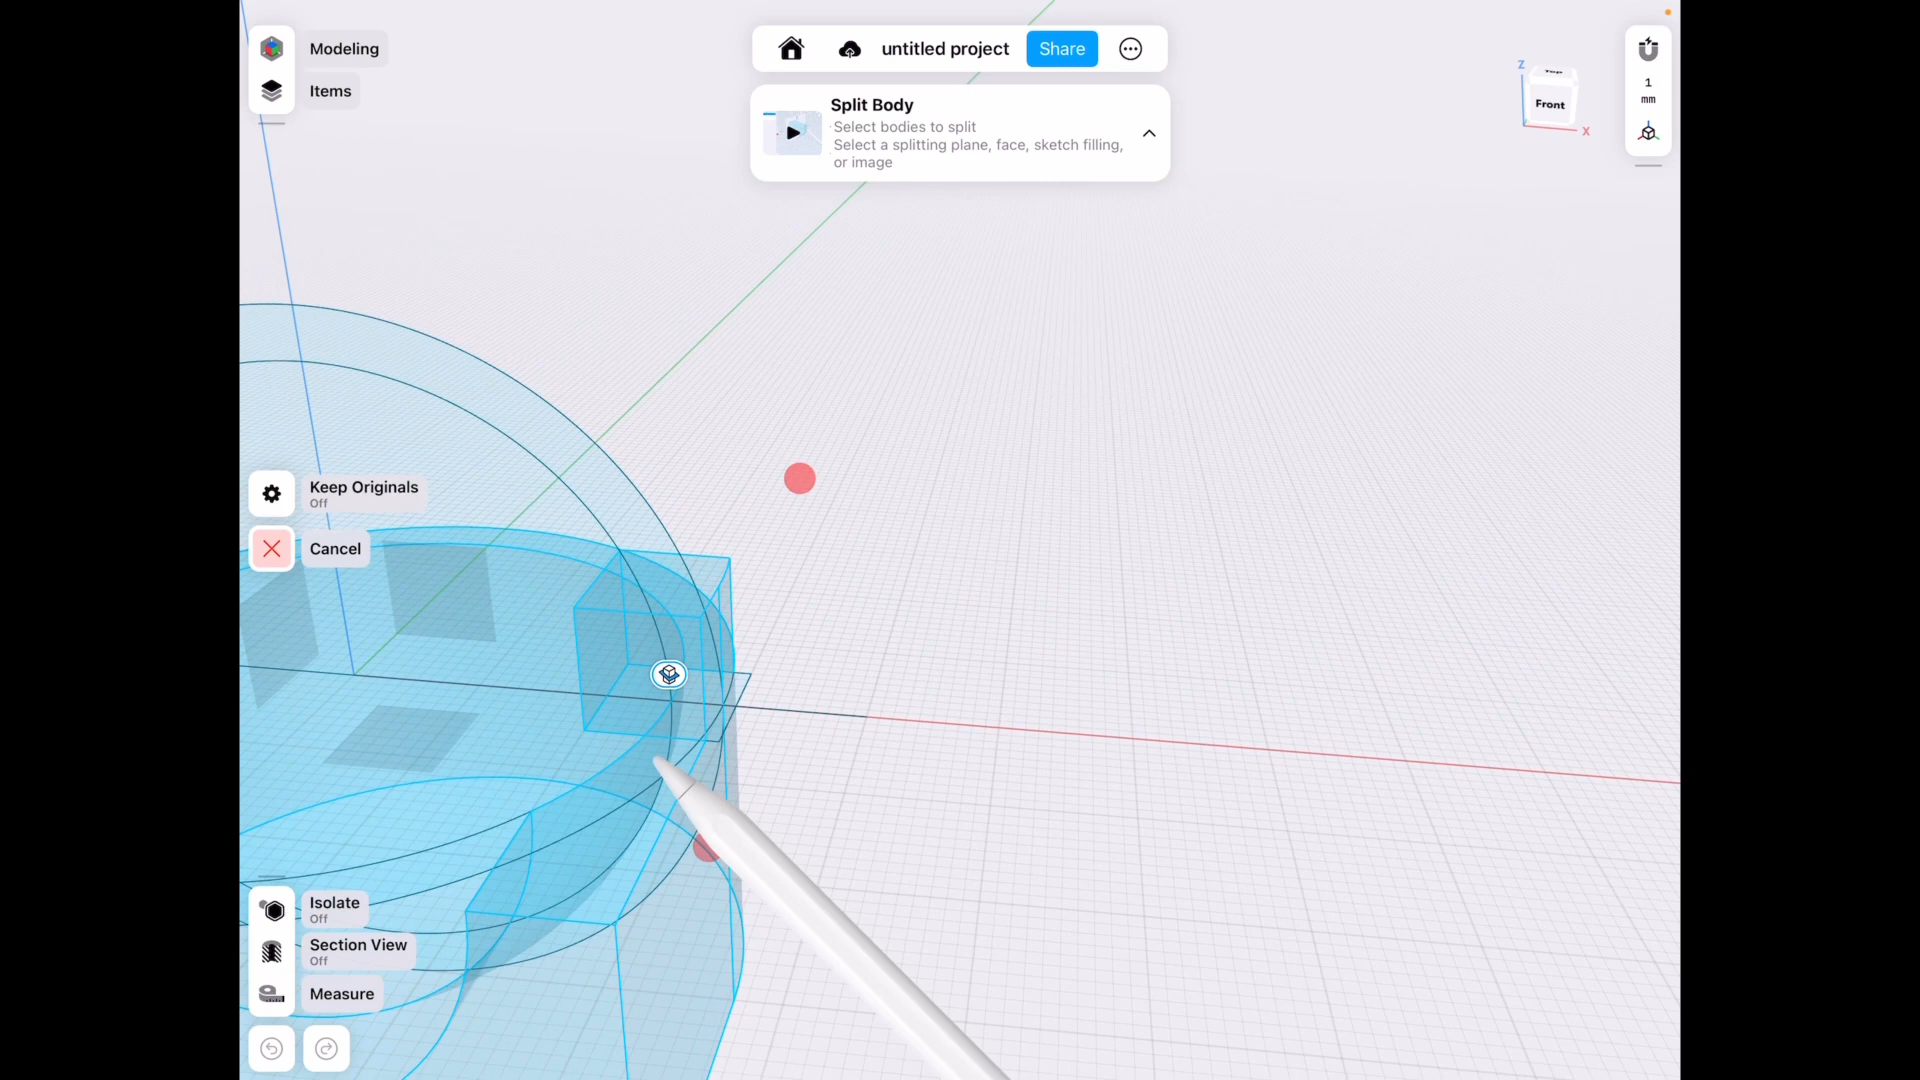 Modeling
Items
untitled project
Share
Split Body
Select bodies to split
Select a splitting plane, face, sketch filling,
or image
Z
Top
Front
X
1
mm
Keep Originals
Off
Cancel
Isolate
Off
Section View
Off
Measure